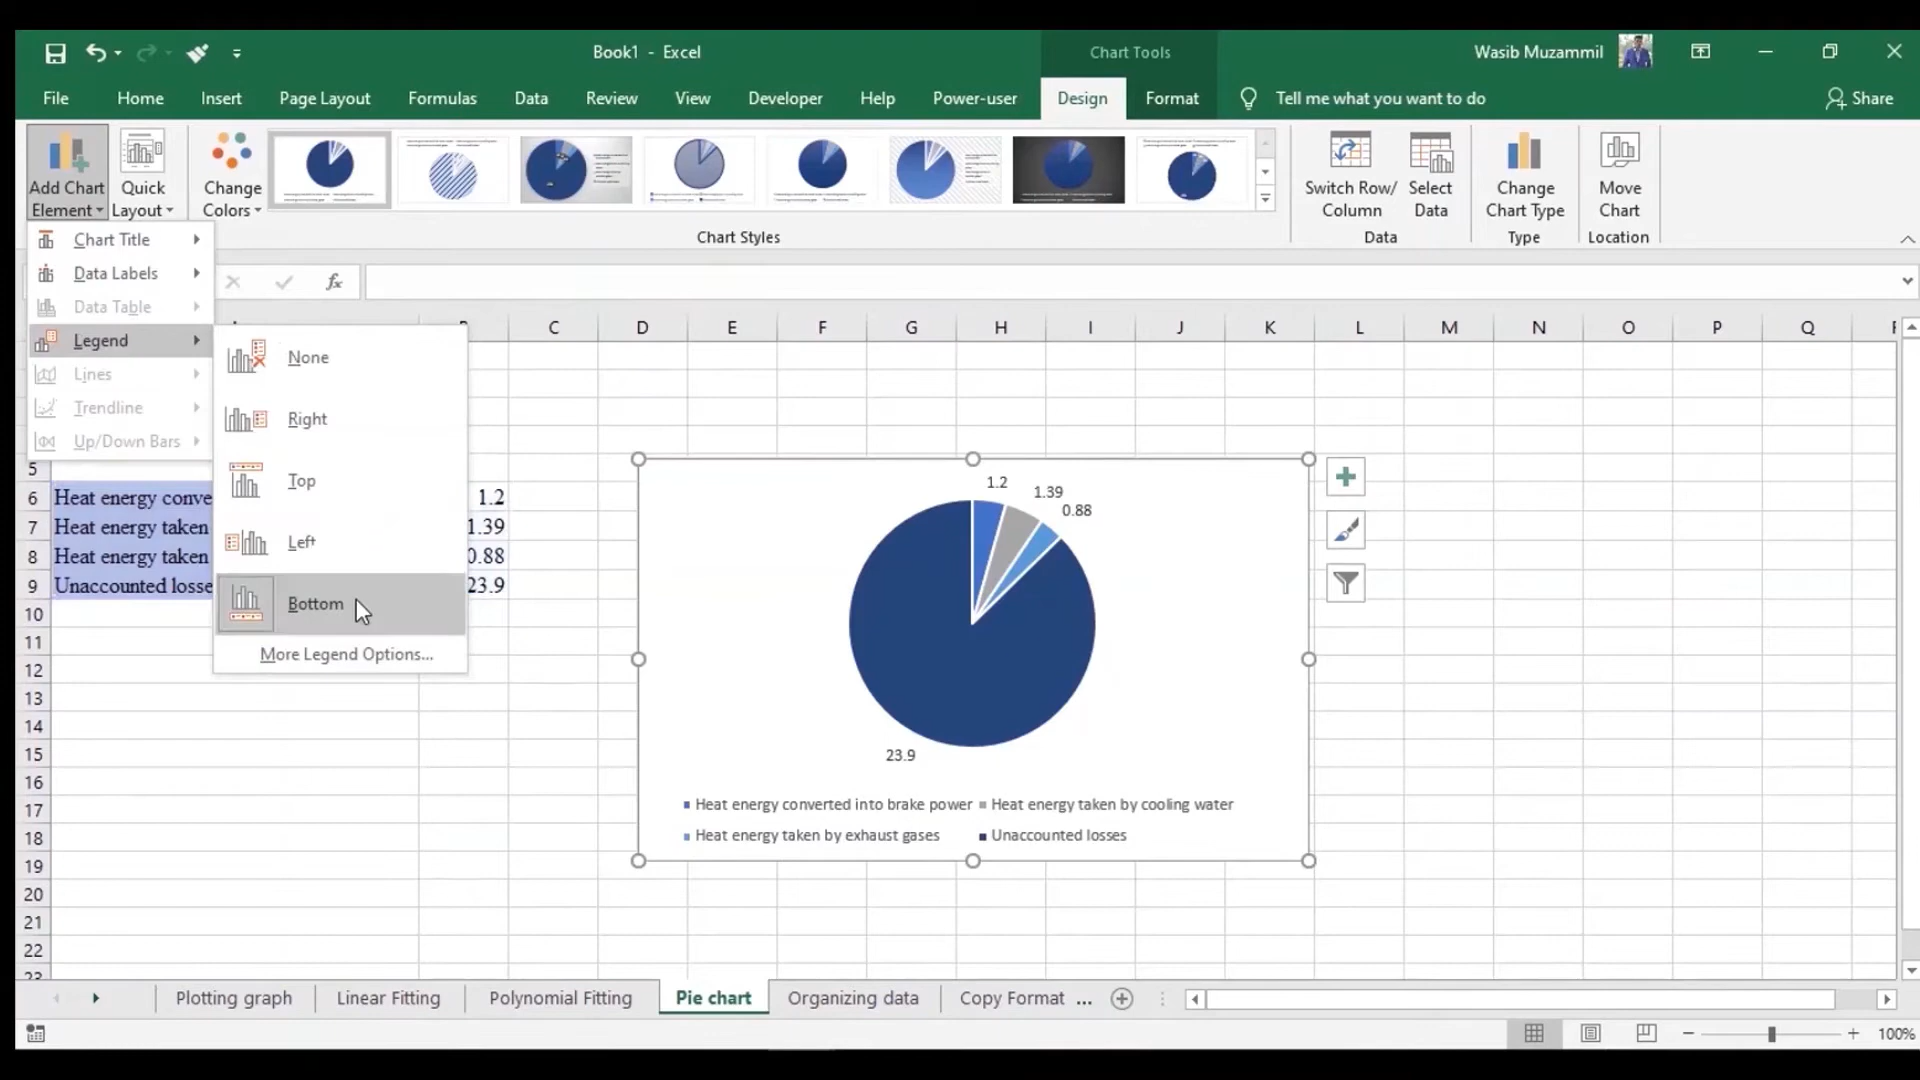 Book1 - Excel
Chart Tools
Wasib Muzammil
File Home Insert Page Layout Formulas Data Review View Developer Help Power-user Design Format Tell me what you want to do Share
Add Chart Element
Quick Layout
Change Colors
Switch Row/ Column
Select Data
Change Chart Type
Move Chart
Chart Styles
Data
Type
Location
Chart Title
Data Labels
Data Table
Legend
Lines
Trendline
Up/Down Bars
fx
None
Right
Top
Left
Bottom
More Legend Options...
C D E F G H I J K L M N O P Q
5
6 Heat energy conve 1.2
7 Heat energy taken 1.39
8 Heat energy taken 0.88
9 Unaccounted losse 23.9
10
11
12
13
14
15
16
17
18
19
20
21
22
23
1.2
1.39
0.88
23.9
Heat energy converted into brake power Heat energy taken by cooling water
Heat energy taken by exhaust gases Unaccounted losses
Plotting graph Linear Fitting Polynomial Fitting Pie chart Organizing data Copy Format ...
100%